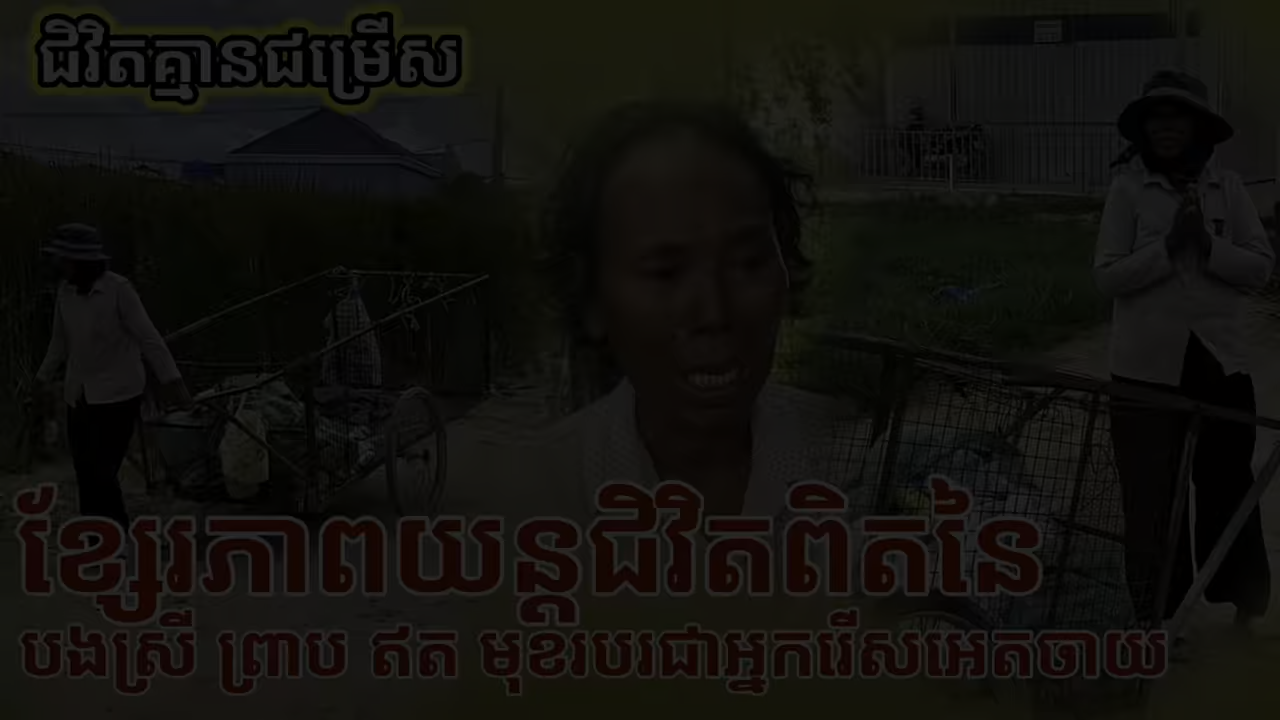 ជិវិតគ្មានជម្រើស
ខ្សែរភាពយន្តជិវិតពិតនៃ
បងស្រី ព្រាប ឥត មុខរបរជាអ្នករើសអេតចាយ